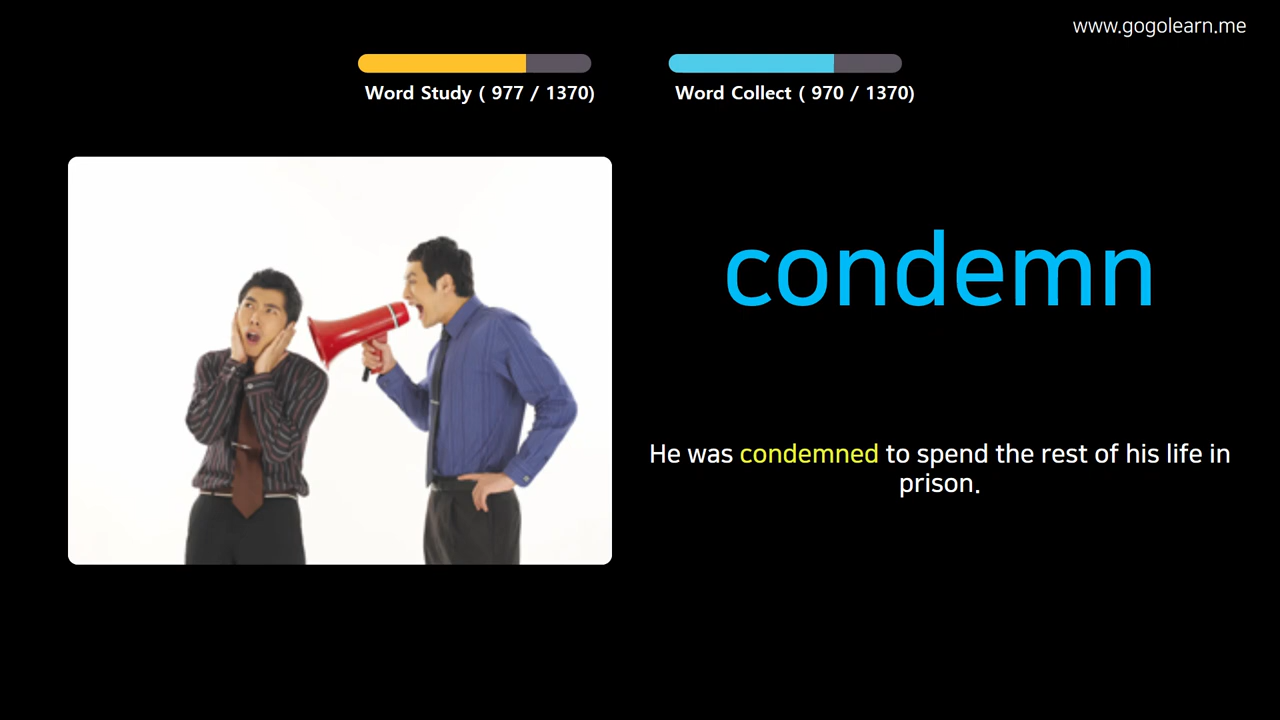 www.gogolearn.me
Word Study ( 977 / 1370)
Word Collect ( 970 / 1370)
condemn
He was condemned to spend the rest of his life in
prison.